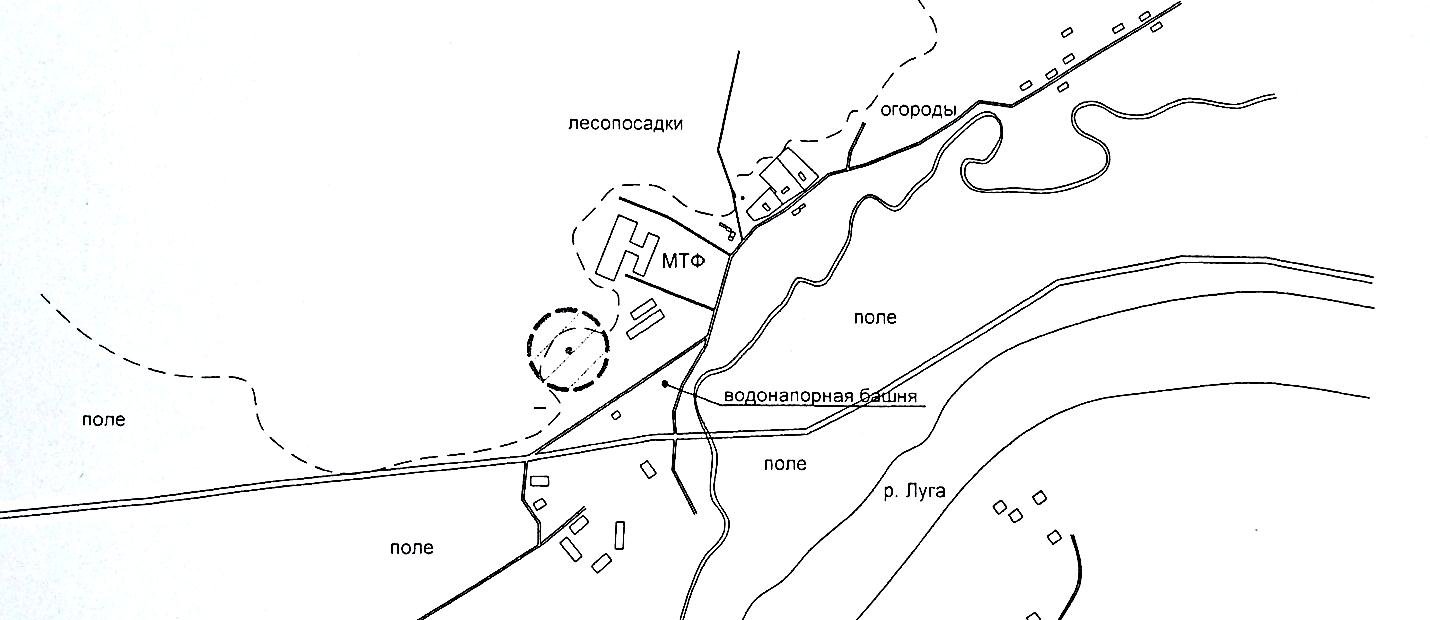 огороды
лесопосадки
МТФ
поле
водонапорная башня
поле
поле
р. Луга
поле